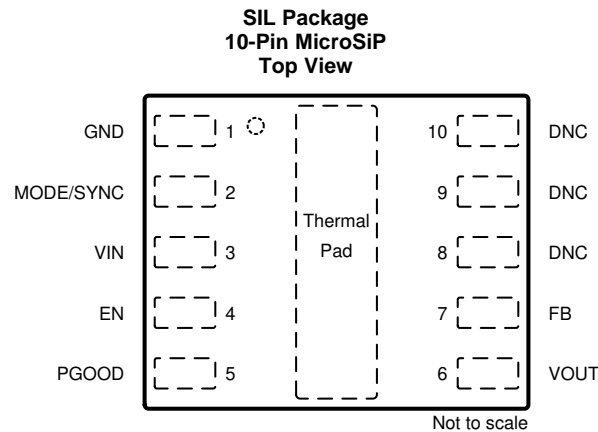 SIL Package
10-Pin MicroSiP
Top View
GND 1 10 DNC
MODE/SYNC 2 9 DNC
Thermal
Pad
VIN 3 8 DNC
EN 4 7 FB
PGOOD 5 6 VOUT
Not to scale